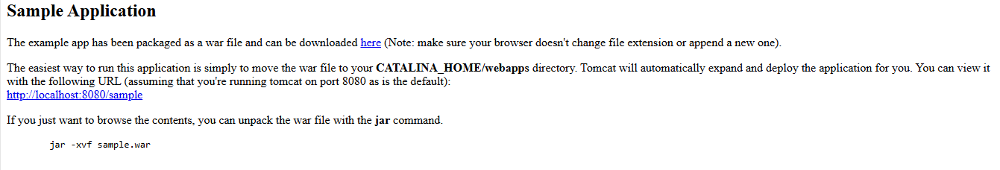 Sample Application
The example app has been packaged as a war file and can be downloaded here (Note: make sure your browser doesn't change file extension or append a new one).
The easiest way to run this application is simply to move the war file to your CATALINA_HOME/webapps directory. Tomcat will automatically expand and deploy the application for you. You can view it
with the following URL (assuming that you're running tomcat on port 8080 as is the default):
http://localhost:8080/sample
If you just want to browse the contents, you can unpack the war file with the jar command.
jar -xvf sample.war